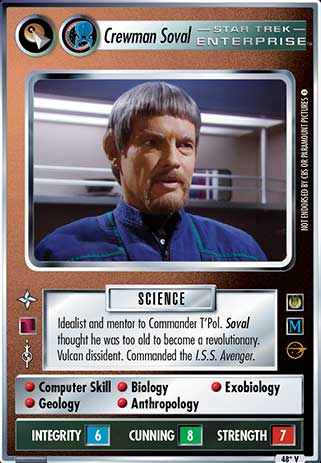 Crewman Soval
STAR TREK
ENTERPRISE™
NOT ENDORSED BY CBS OR PARAMOUNT PICTURES
SCIENCE
Idealist and mentor to Commander T'Pol. Soval
thought he was too old to become a revolutionary.
Vulcan dissident. Commanded the I.S.S. Avenger.
M
Computer Skill
Biology
Exobiology
Geology
Anthropology
INTEGRITY 6
CUNNING 8
STRENGTH 7
48* V